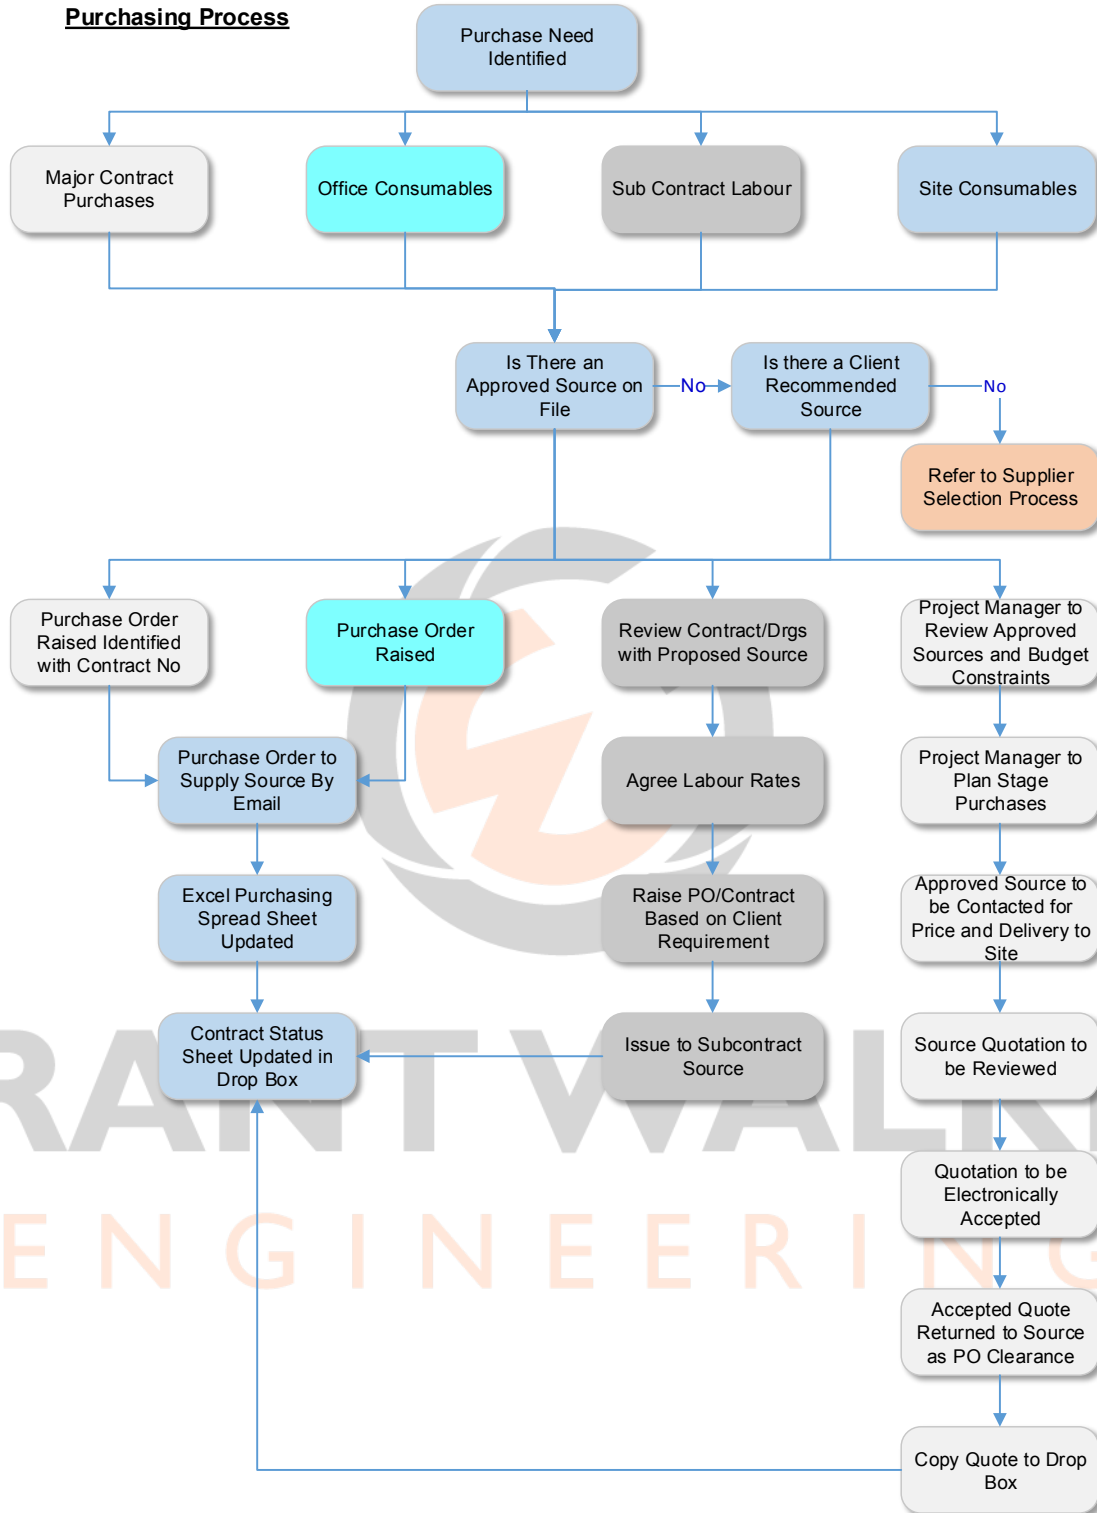 Purchasing Process
Purchase Need
Identified
Major Contract
Purchases
Office Consumables
Sub Contract Labour
Site Consumables
Is There an
Approved Source on
File
No
Is there a Client
Recommended
Source
No
Refer to Supplier
Selection Process
Purchase Order
Raised Identified
with Contract No
Purchase Order
Raised
Review Contract/Drgs
with Proposed Source
Project Manager to
Review Approved
Sources and Budget
Constraints
Purchase Order to
Supply Source By
Email
Agree Labour Rates
Project Manager to
Plan Stage
Purchases
Excel Purchasing
Spread Sheet
Updated
Raise PO/Contract
Based on Client
Requirement
Approved Source to
be Contacted for
Price and Delivery to
Site
Contract Status
Sheet Updated in
Drop Box
Issue to Subcontract
Source
Source Quotation to
be Reviewed
RANT WALK
Quotation to be
Electronically
Accepted
ENGINEERING
Accepted Quote
Returned to Source
as PO Clearance
Copy Quote to Drop
Box